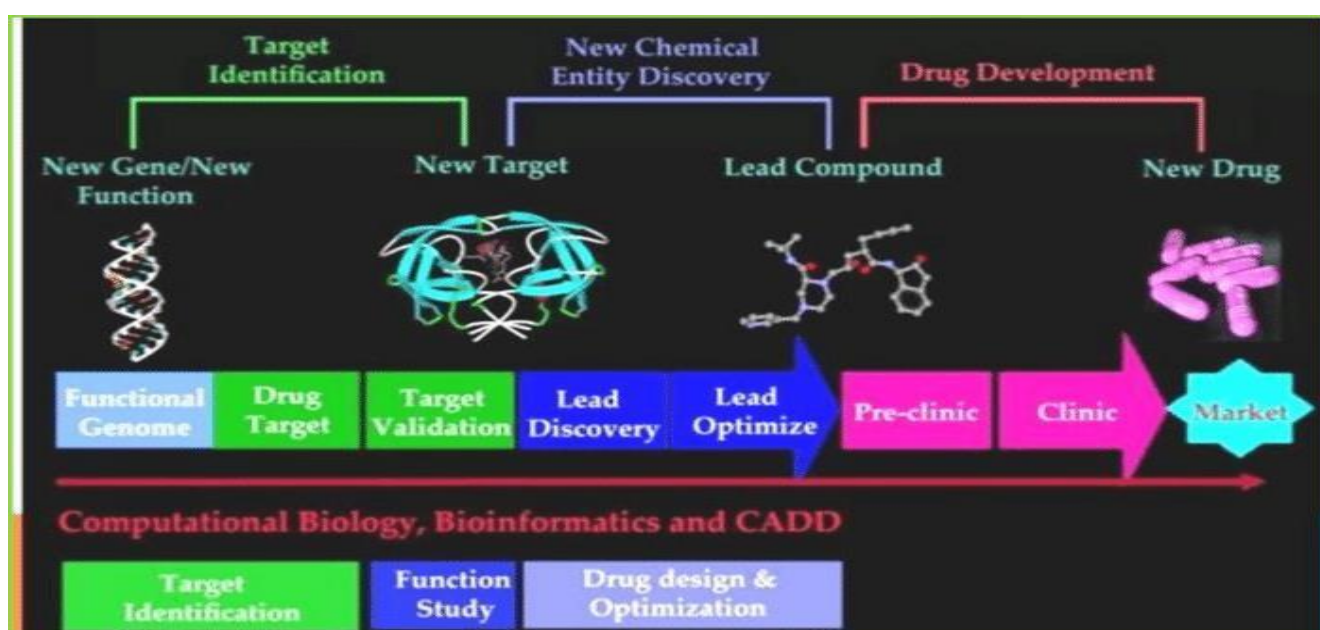 Target
Identification
New Chemical
Entity Discovery
Drug Development
New Gene/New
Function
New Target
Lead Compound
New Drug
Functional
Genome
Drug
Target
Target
Validation
Lead
Discovery
Lead
Optimize
Pre-clinic
Clinic
Market
Computational Biology, Bioinformatics and CADD
Target
Identification
Function
Study
Drug design &
Optimization